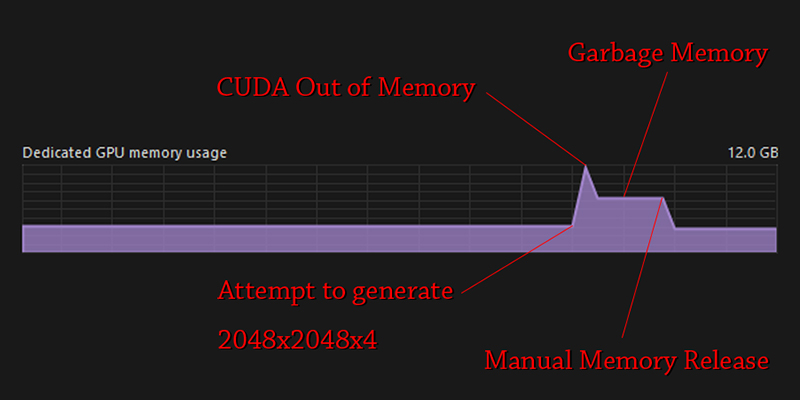 Garbage Memory
CUDA Out of Memory
Dedicated GPU memory usage
12.0 GB
Attempt to generate
2048x2048x4
Manual Memory Release